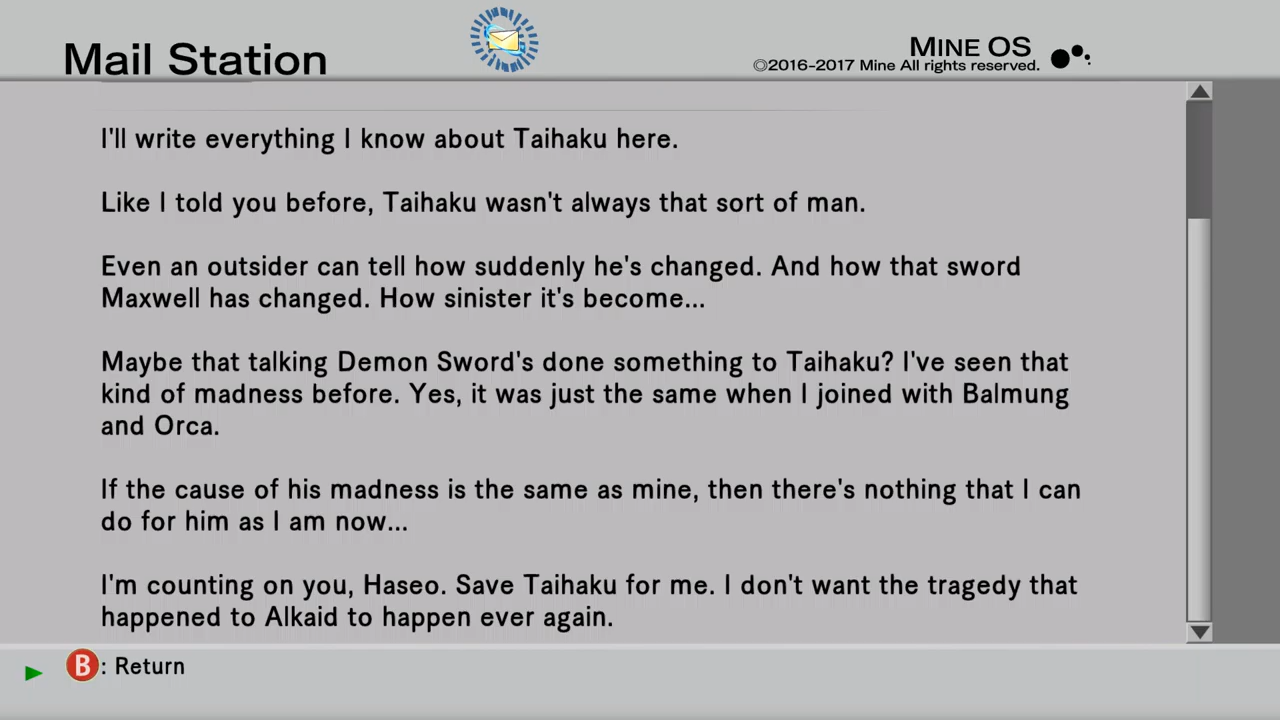 Mail Station
MINE OS
©2016-2017 Mine All rights reserved.
I'll write everything I know about Taihaku here.
Like I told you before, Taihaku wasn't always that sort of man.
Even an outsider can tell how suddenly he's changed. And how that sword
Maxwell has changed. How sinister it's become...
Maybe that talking Demon Sword's done something to Taihaku? I've seen that
kind of madness before. Yes, it was just the same when I joined with Balmung
and Orca.
If the cause of his madness is the same as mine, then there's nothing that I can
do for him as I am now...
I'm counting on you, Haseo. Save Taihaku for me. I don't want the tragedy that
happened to Alkaid to happen ever again.
B: Return